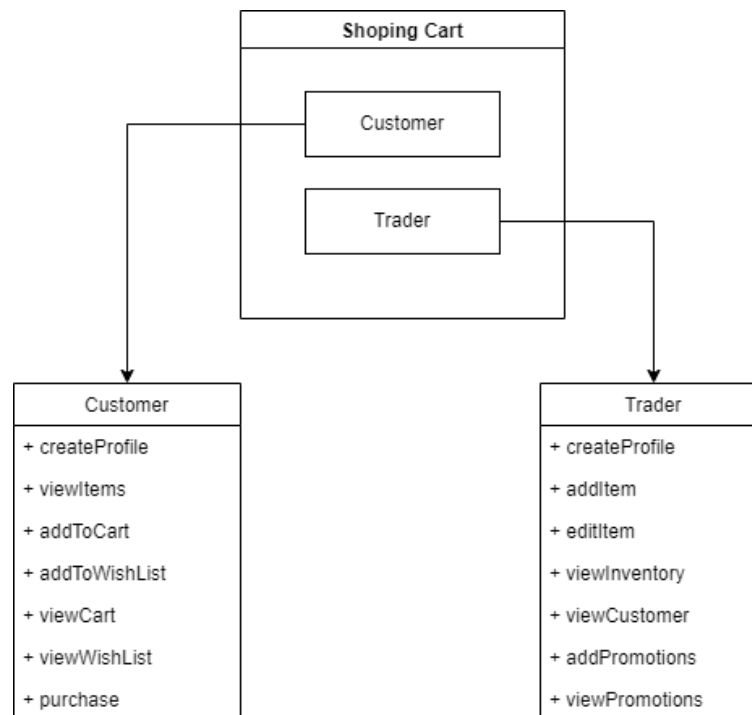 Shoping Cart
Customer
Trader
Customer
+ createProfile
+ viewItems
+ addToCart
+ addToWishList
+ viewCart
+ viewWishList
+ purchase
Trader
+ createProfile
+ addItem
+ editItem
+ viewInventory
+ viewCustomer
+ addPromotions
+ viewPromotions